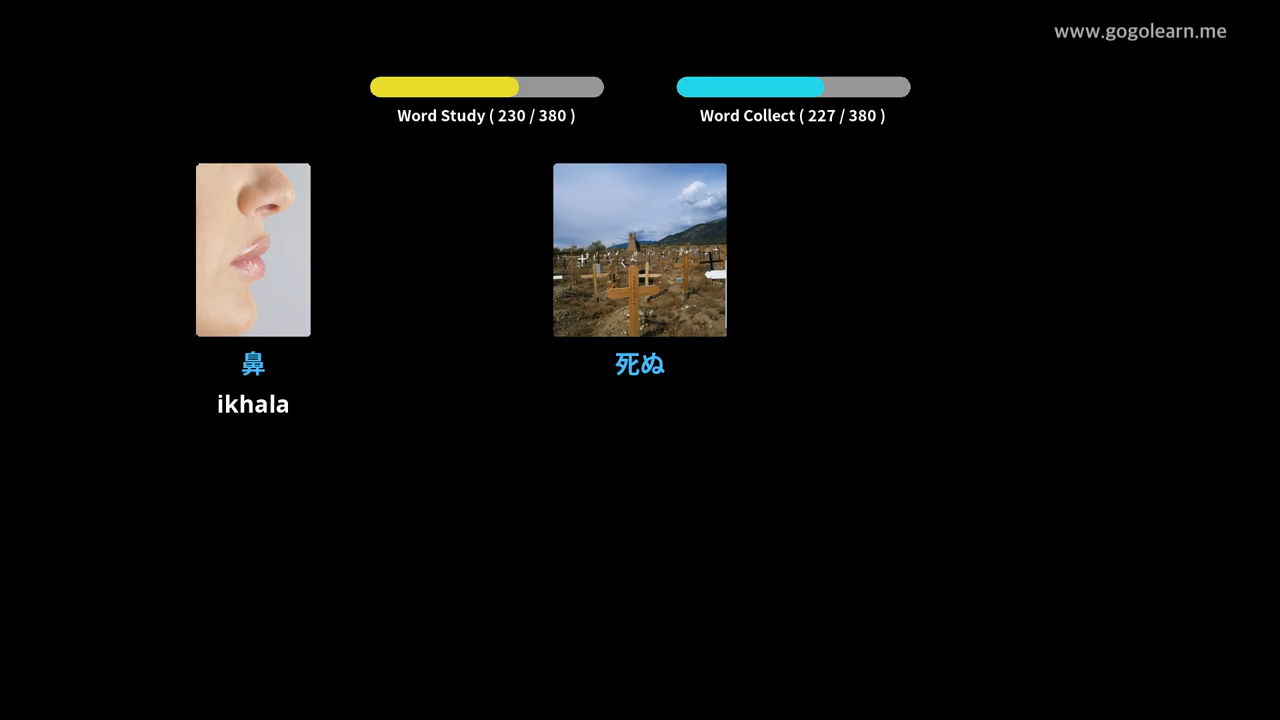 www.gogolearn.me
Word Study ( 230 / 380 )
Word Collect ( 227 / 380 )
鼻
死ぬ
ikhala